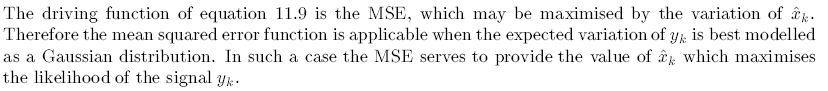 The driving function of equation 11.9 is the MSE, which may be maximised by the variation of x̂ₖ.
Therefore the mean squared error function is applicable when the expected variation of yₖ is best modelled
as a Gaussian distribution. In such a case the MSE serves to provide the value of x̂ₖ which maximises
the likelihood of the signal yₖ.